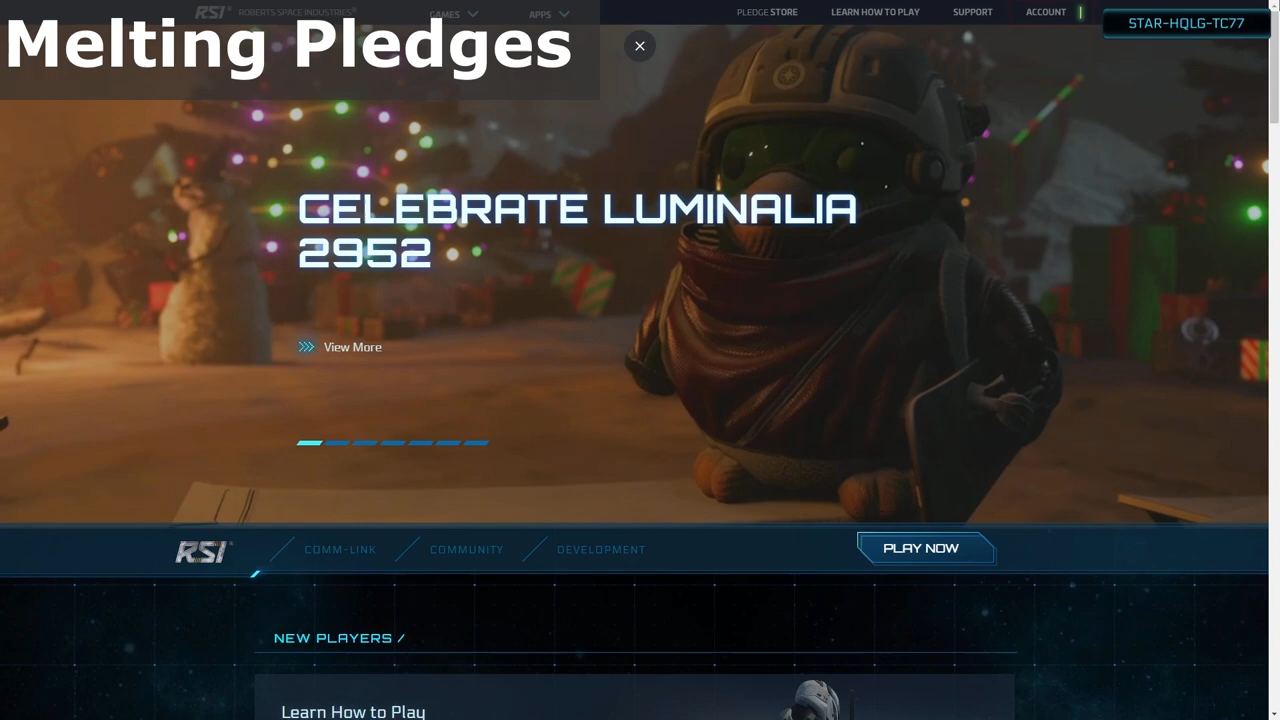 RSI ROBERTS SPACE INDUSTRIES® GAMES APPS PLEDGE STORE LEARN HOW TO PLAY SUPPORT ACCOUNT
STAR-HQLG-TC77
Melting Pledges
CELEBRATE LUMINALIA
2952
View More
RSI COMM-LINK COMMUNITY DEVELOPMENT PLAY NOW
NEW PLAYERS /
Learn How to Play